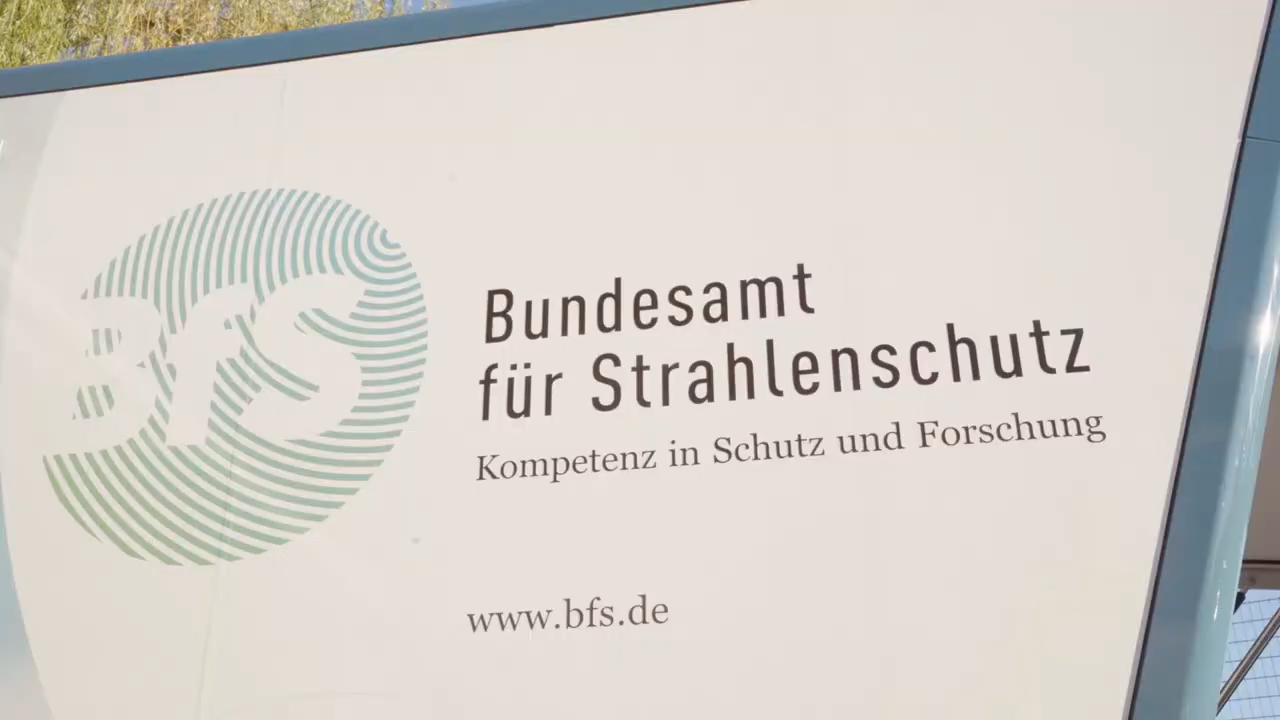 BfS
Bundesamt
für Strahlenschutz
Kompetenz in Schutz und Forschung
www.bfs.de